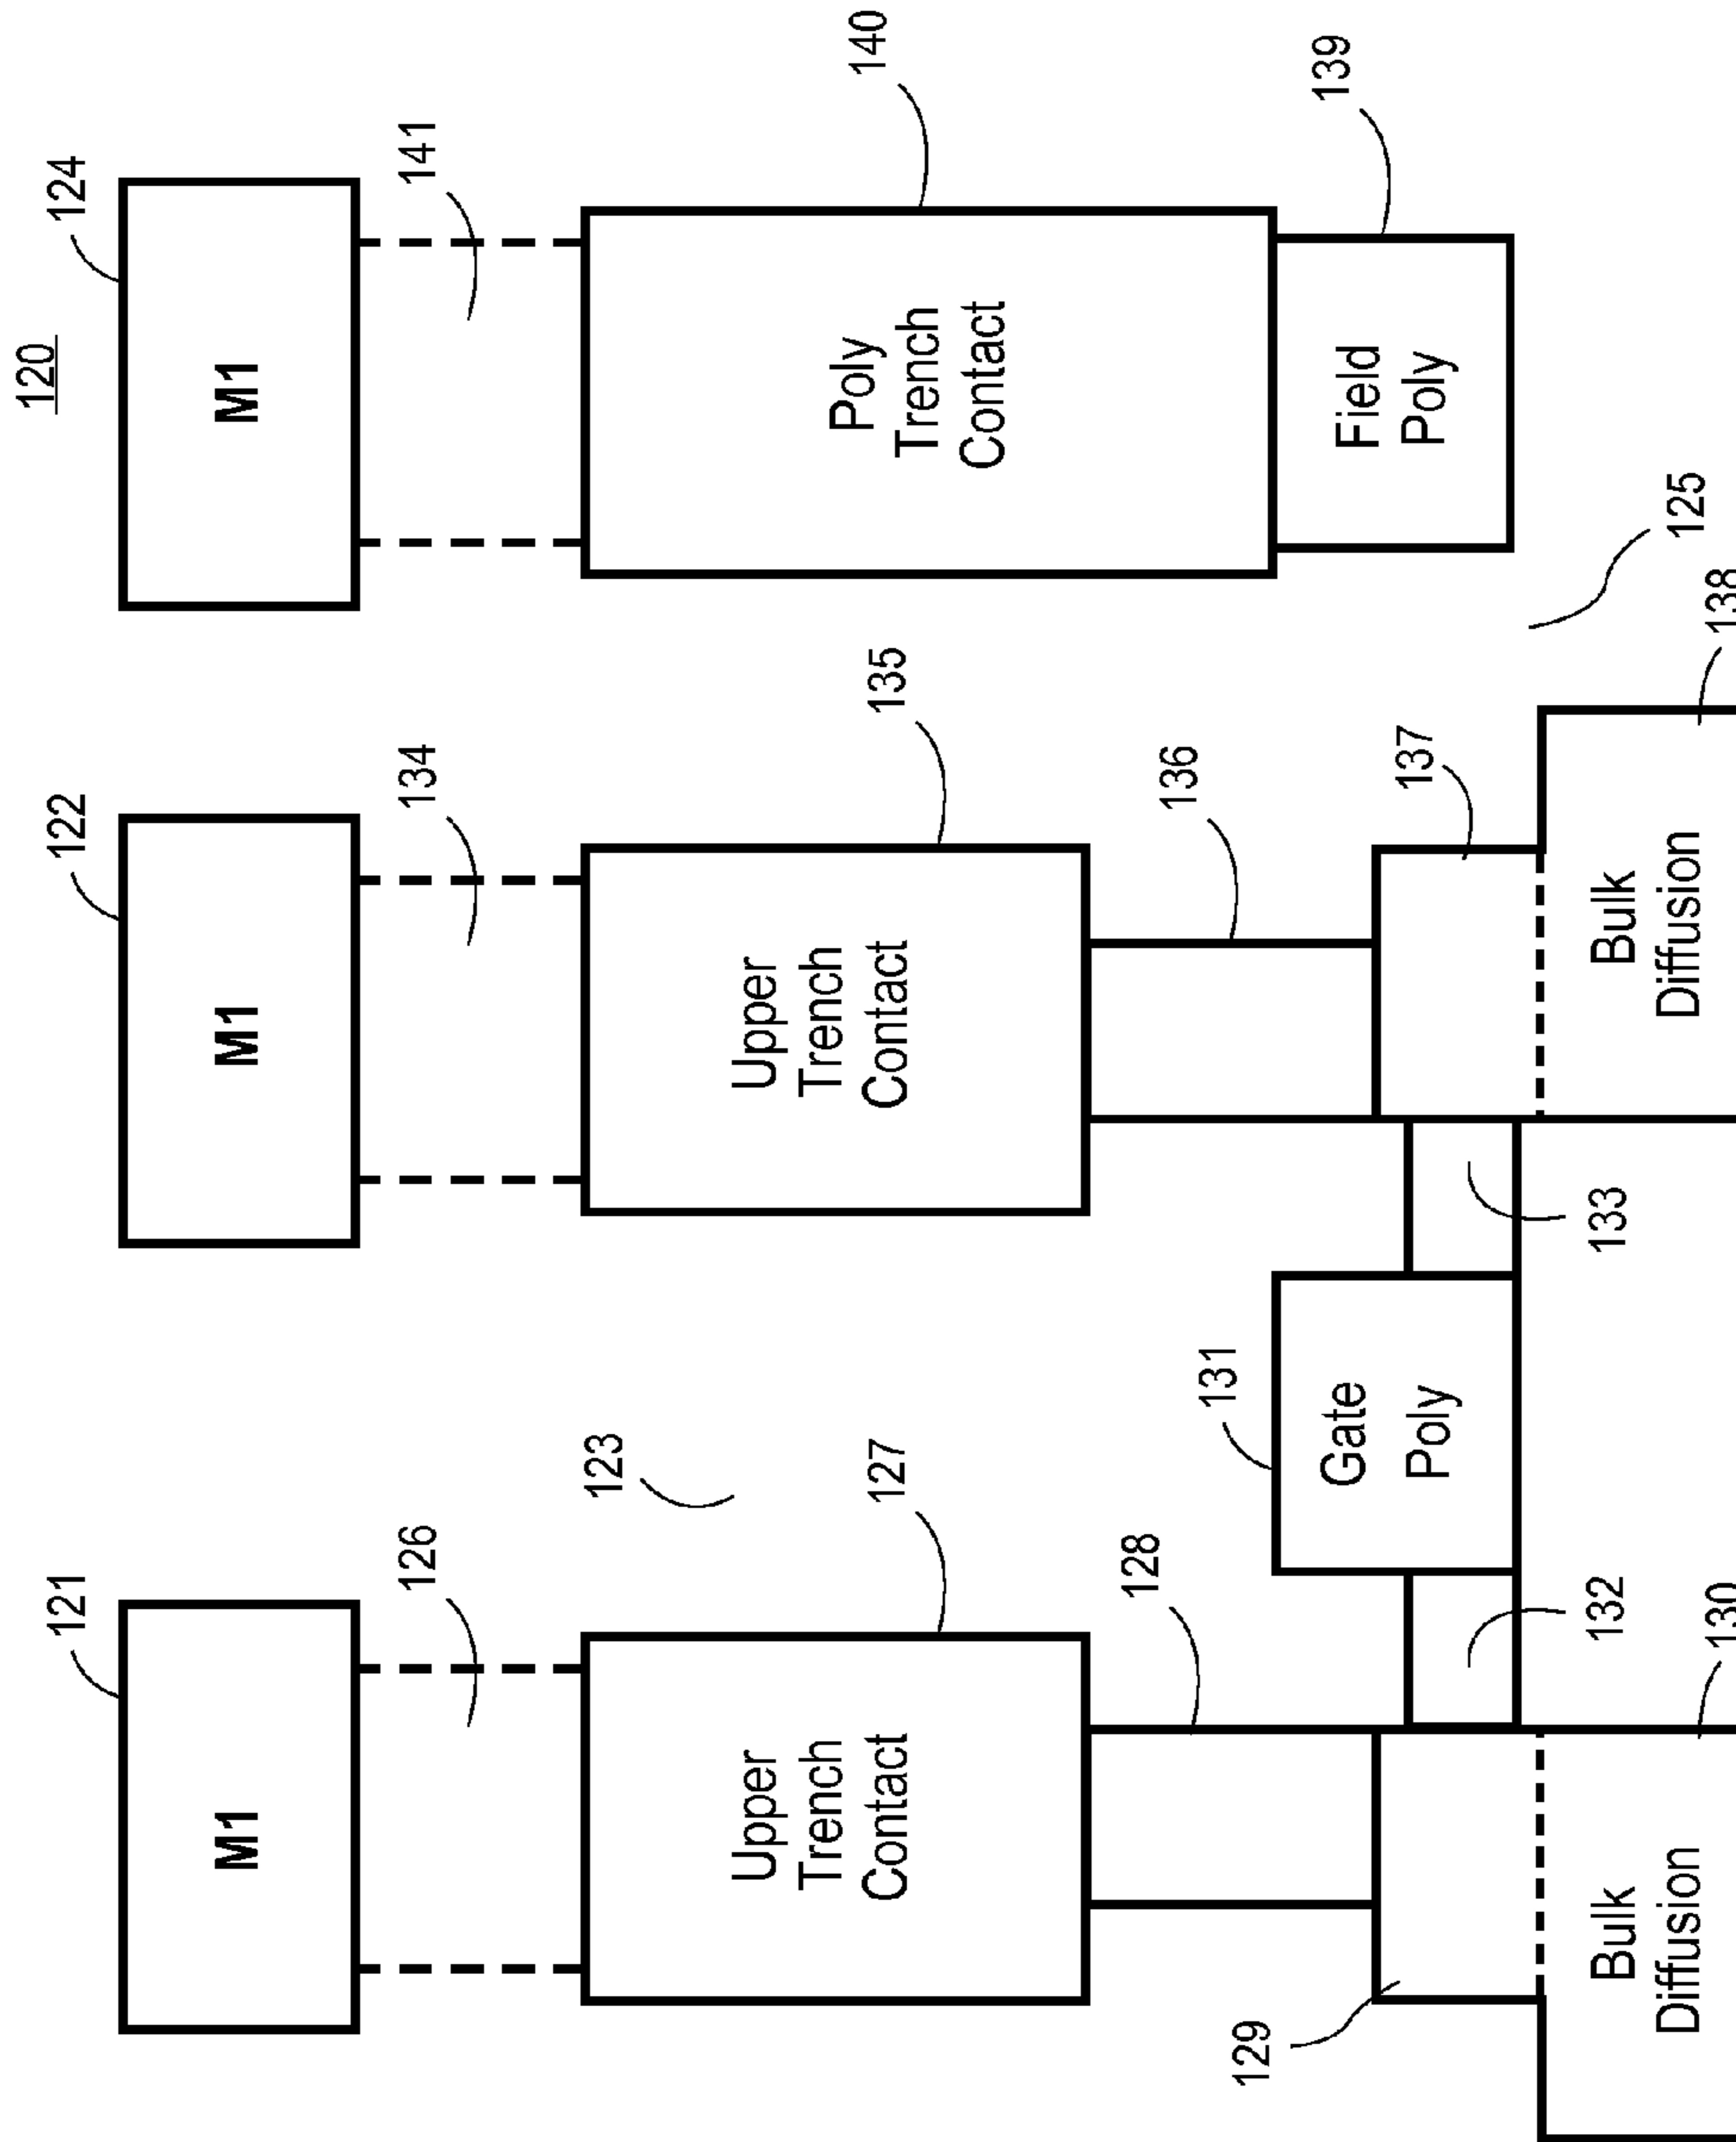 120
121
122
124
M1
M1
M1
126
134
141
123
Upper
Trench
Contact
127
Upper
Trench
Contact
135
Poly
Trench
Contact
140
128
136
131
129
Gate
Poly
Field
Poly
139
137
132
133
Bulk
Diffusion
Bulk
Diffusion
125
130
138